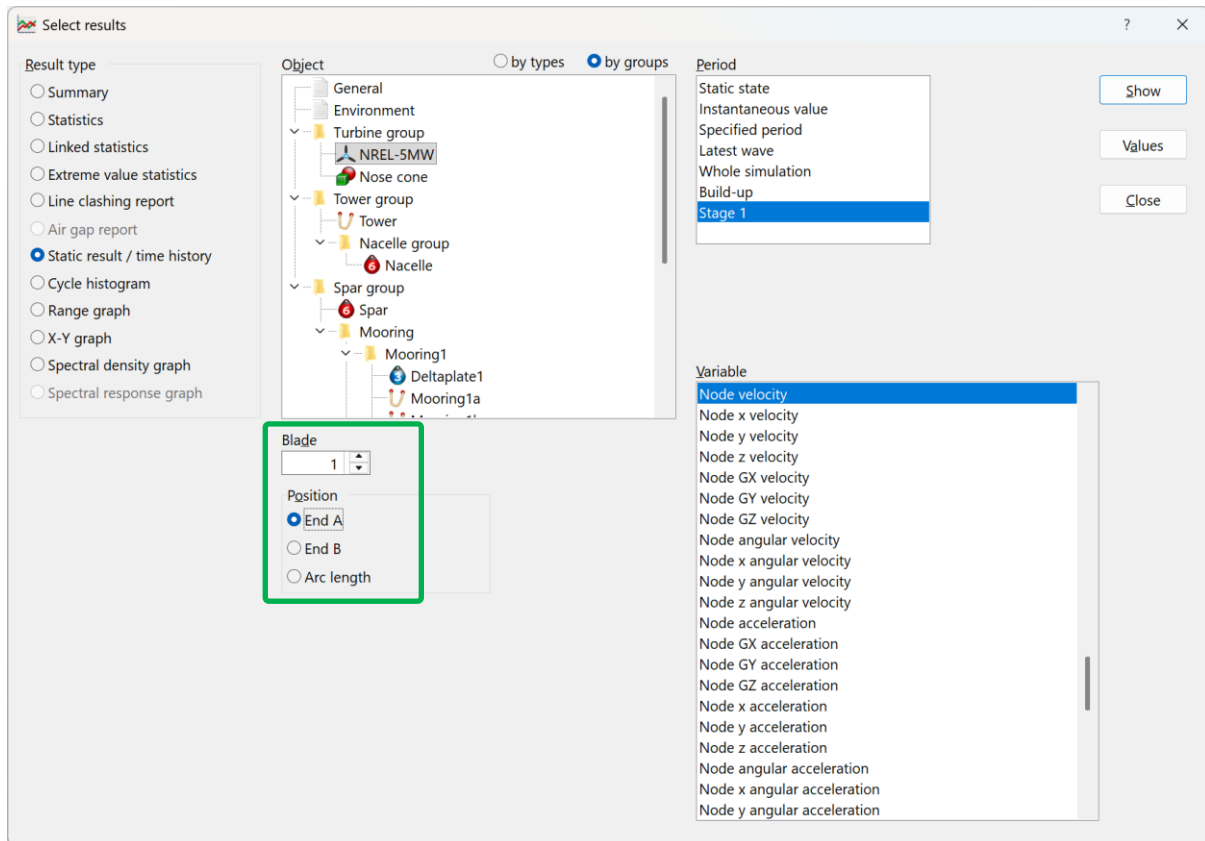 Select results
?
Result type
Summary
Statistics
Linked statistics
Extreme value statistics
Line clashing report
Air gap report
Static result / time history
Cycle histogram
Range graph
X-Y graph
Spectral density graph
Spectral response graph
Object
by types
by groups
General
Environment
Turbine group
NREL-5MW
Nose cone
Tower group
Tower
Nacelle group
6 Nacelle
Spar group
6 Spar
Mooring
Mooring1
3 Deltaplate1
Mooring1a
Blade
1
Position
End A
End B
Arc length
Period
Static state
Instantaneous value
Specified period
Latest wave
Whole simulation
Build-up
Stage 1
Variable
Node velocity
Node x velocity
Node y velocity
Node z velocity
Node GX velocity
Node GY velocity
Node GZ velocity
Node angular velocity
Node x angular velocity
Node y angular velocity
Node z angular velocity
Node acceleration
Node GX acceleration
Node GY acceleration
Node GZ acceleration
Node x acceleration
Node y acceleration
Node z acceleration
Node angular acceleration
Node x angular acceleration
Node y angular acceleration
Show
Values
Close